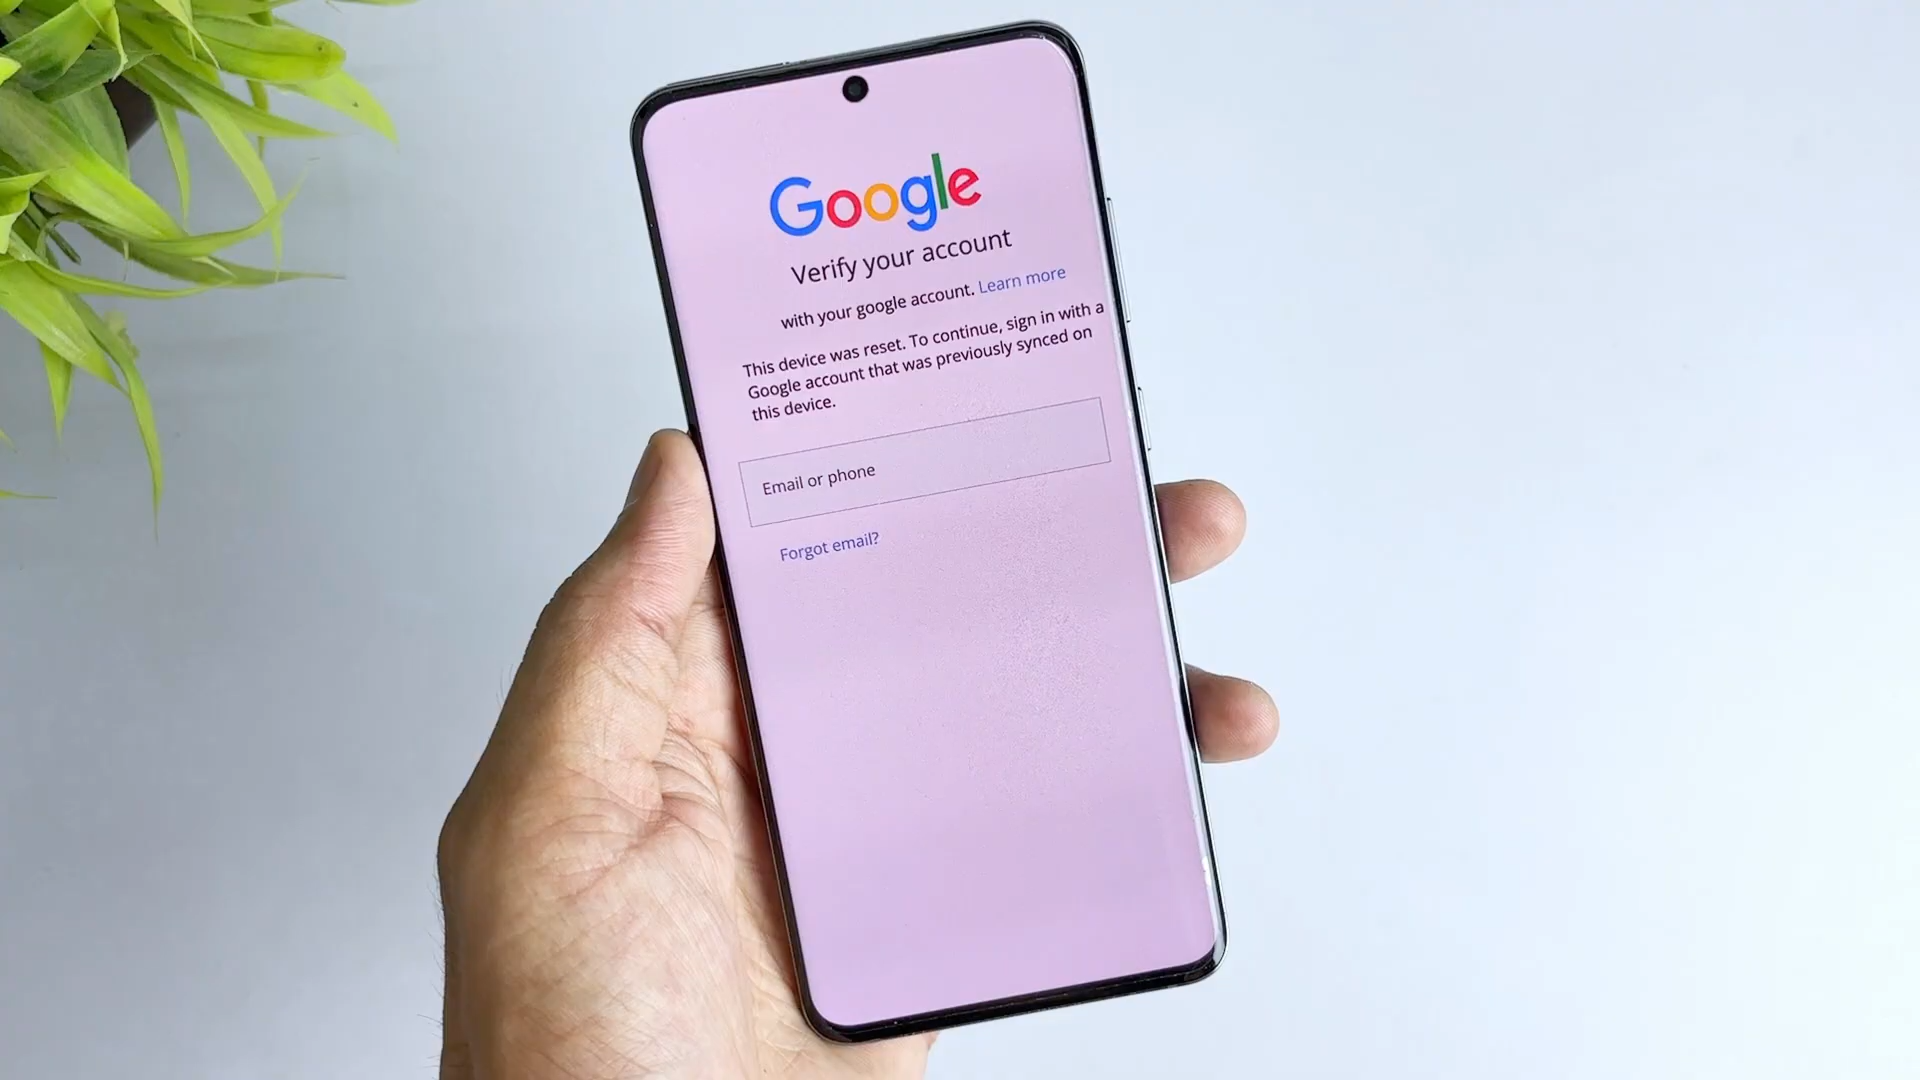 Google
Verify your account
with your google account. Learn more
This device was reset. To continue, sign in with a
Google account that was previously synced on
this device.
Email or phone
Forgot email?